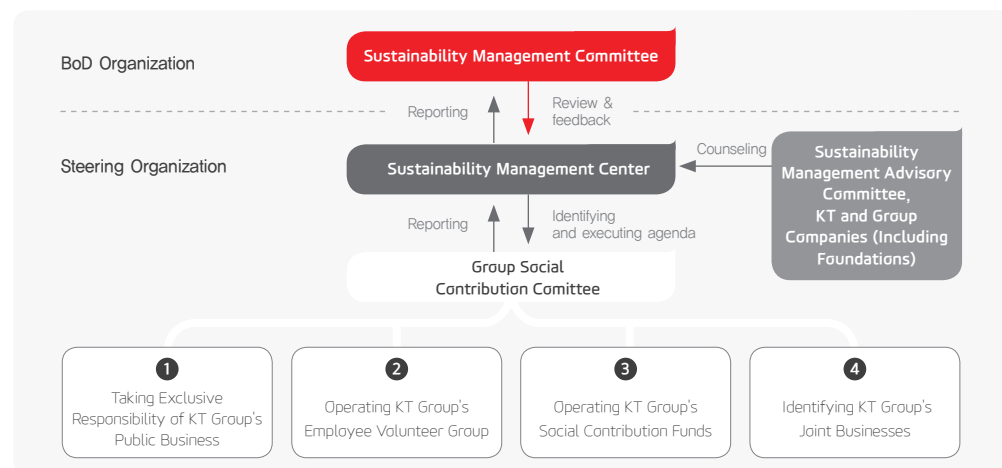 BoD Organization
Sustainability Management Committee
Reporting
Review &
feedback
Steering Organization
Sustainability Management Center
Counseling
Sustainability
Management Advisory
Committee,
KT and Group
Companies (Including
Foundations)
Reporting
Identifying
and executing agenda
Group Social
Contribution Comittee
1
Taking Exclusive
Responsibility of KT Group's
Public Business
2
Operating KT Group's
Employee Volunteer Group
3
Operating KT Group's
Social Contribution Funds
4
Identifying KT Group's
Joint Businesses